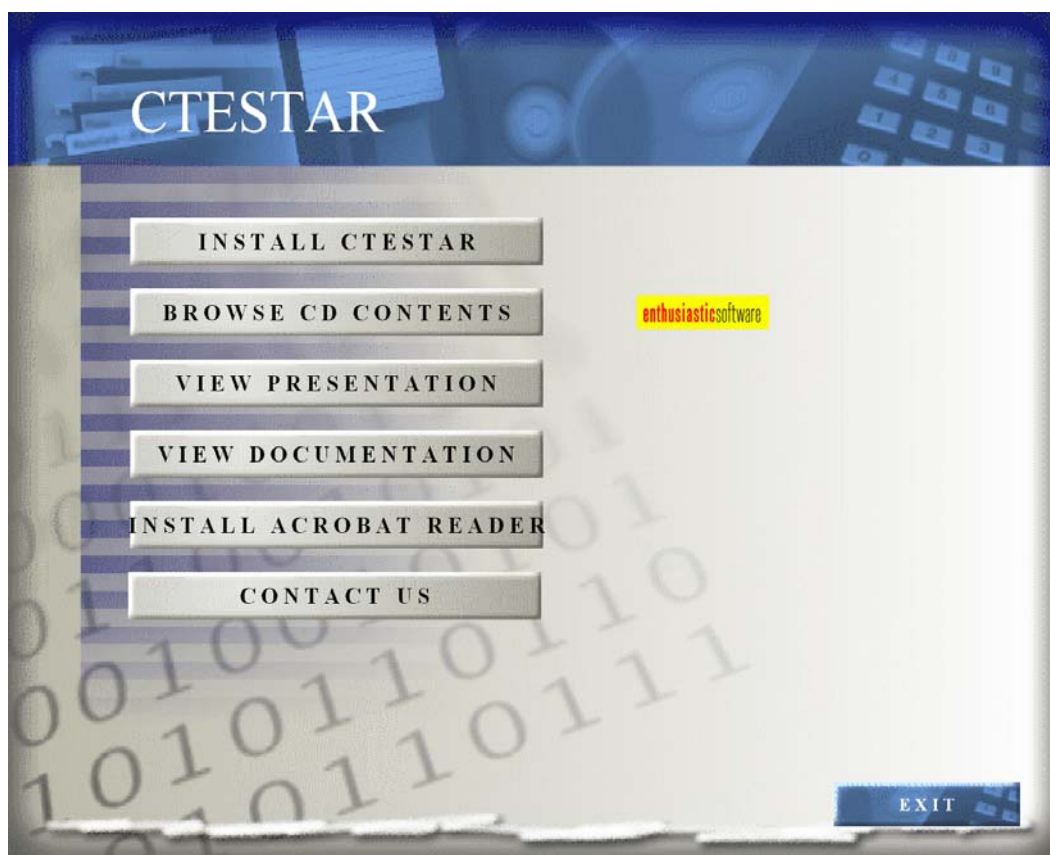 CTESTAR
INSTALL CTESTAR
BROWSE CD CONTENTS
enthusiasticsoftware
VIEW PRESENTATION
VIEW DOCUMENTATION
INSTALL ACROBAT READER
CONTACT US
EXIT